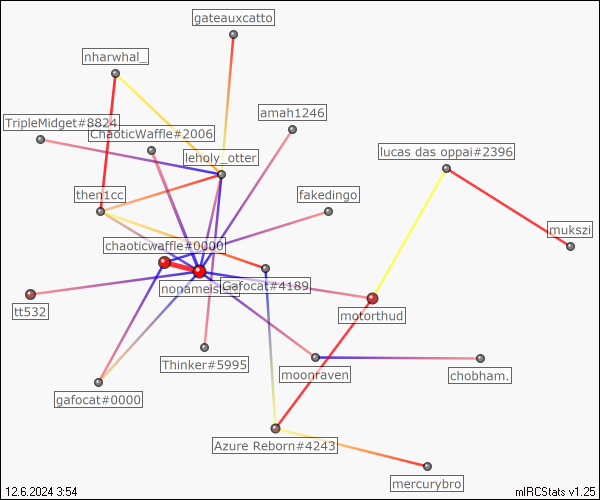 gateauxcatto
nharwhal_
amah1246
TripleMidget#8824
ChaoticWaffle#2006
leholy_otter
lucas das oppai#2396
then1cc
fakedingo
mukszi
chaoticwaffle#0000
Gafocat#4189
tt532
motorthud
Thinker#5995
moonraven
chobham.
gafocat#0000
Azure Reborn#4243
mercurybro
12.6.2024 3:54
mIRCStats v1.25